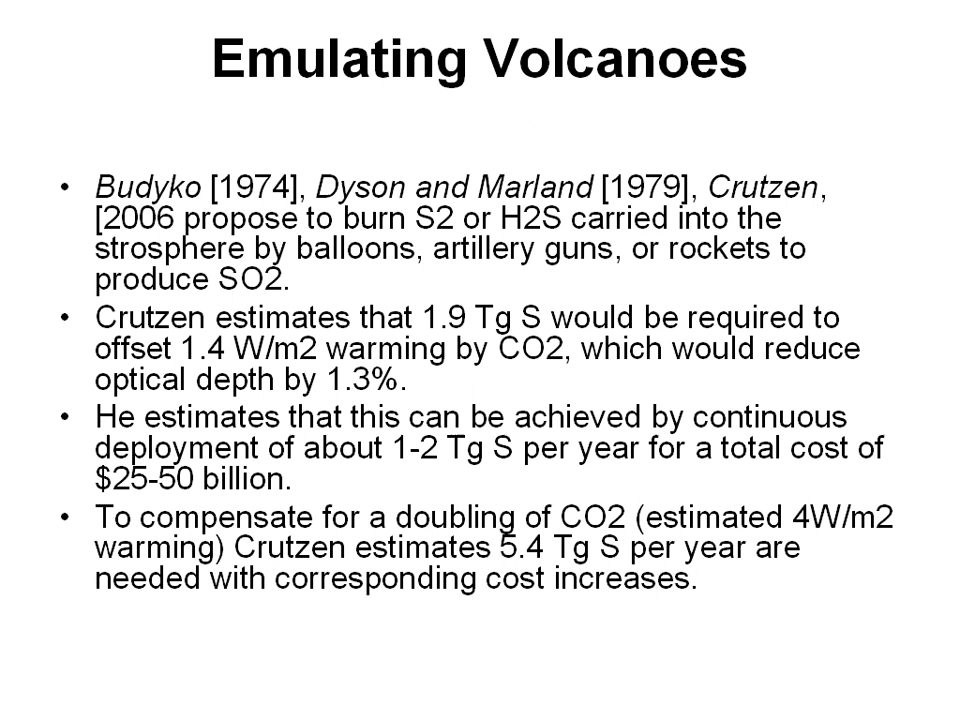 Emulating Volcanoes
• Budyko [1974], Dyson and Marland [1979], Crutzen,
[2006 propose to burn S2 or H2S carried into the
strosphere by balloons, artillery guns, or rockets to
produce SO2.
• Crutzen estimates that 1.9 Tg S would be required to
offset 1.4 W/m2 warming by CO2, which would reduce
optical depth by 1.3%.
• He estimates that this can be achieved by continuous
deployment of about 1-2 Tg S per year for a total cost of
$25-50 billion.
• To compensate for a doubling of CO2 (estimated 4W/m2
warming) Crutzen estimates 5.4 Tg S per year are
needed with corresponding cost increases.